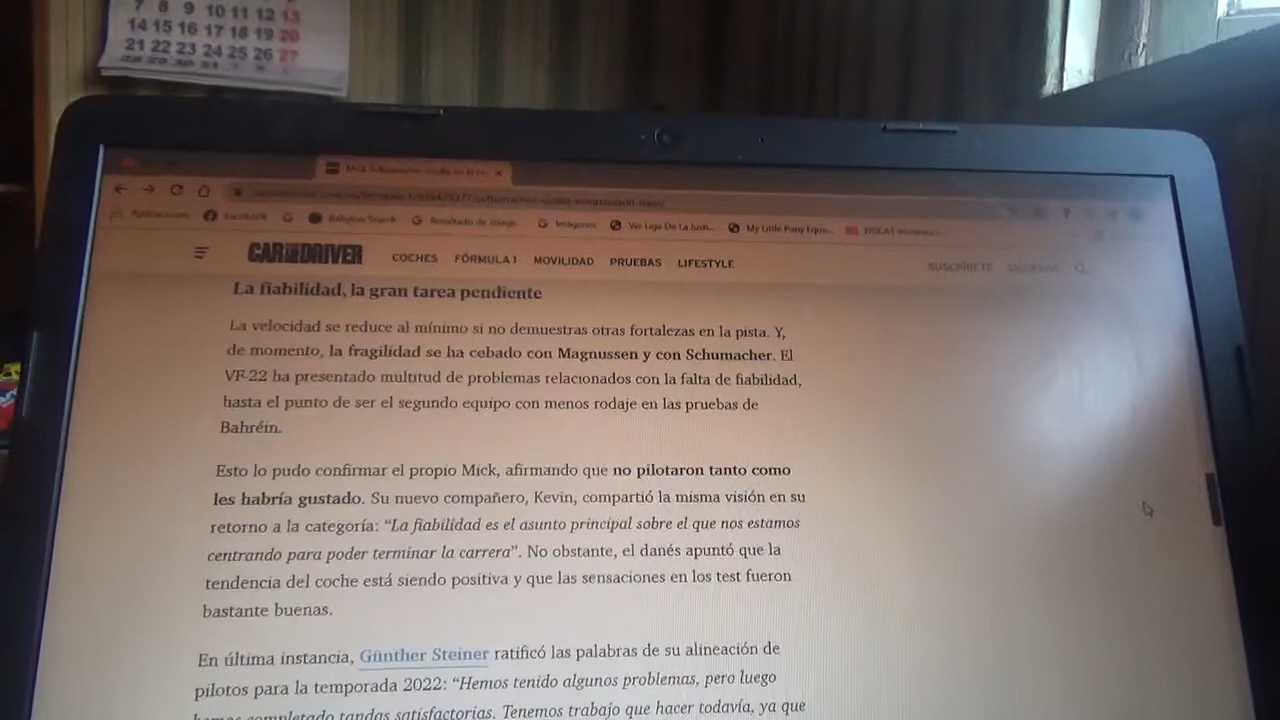 7 8 9 10 11 12 13
14 15 16 17 18 19 20
21 22 23 24 25 26 27
Facebook G Babylon Search Resultado de image Imágenes Ver Liga De La Justi... My Little Pony Eque...
CAR AND DRIVER COCHES FÓRMULA 1 MOVILIDAD PRUEBAS LIFESTYLE SUSCRÍBETE
La fiabilidad, la gran tarea pendiente
La velocidad se reduce al mínimo si no demuestras otras fortalezas en la pista. Y,
de momento, la fragilidad se ha cebado con Magnussen y con Schumacher. El
VF-22 ha presentado multitud de problemas relacionados con la falta de fiabilidad,
hasta el punto de ser el segundo equipo con menos rodaje en las pruebas de
Bahréin.
Esto lo pudo confirmar el propio Mick, afirmando que no pilotaron tanto como
les habría gustado. Su nuevo compañero, Kevin, compartió la misma visión en su
retorno a la categoría: “La fiabilidad es el asunto principal sobre el que nos estamos
centrando para poder terminar la carrera”. No obstante, el danés apuntó que la
tendencia del coche está siendo positiva y que las sensaciones en los test fueron
bastante buenas.
En última instancia, Günther Steiner ratificó las palabras de su alineación de
pilotos para la temporada 2022: “Hemos tenido algunos problemas, pero luego
hemos completado tandas satisfactorias. Tenemos trabajo que hacer todavía, ya que